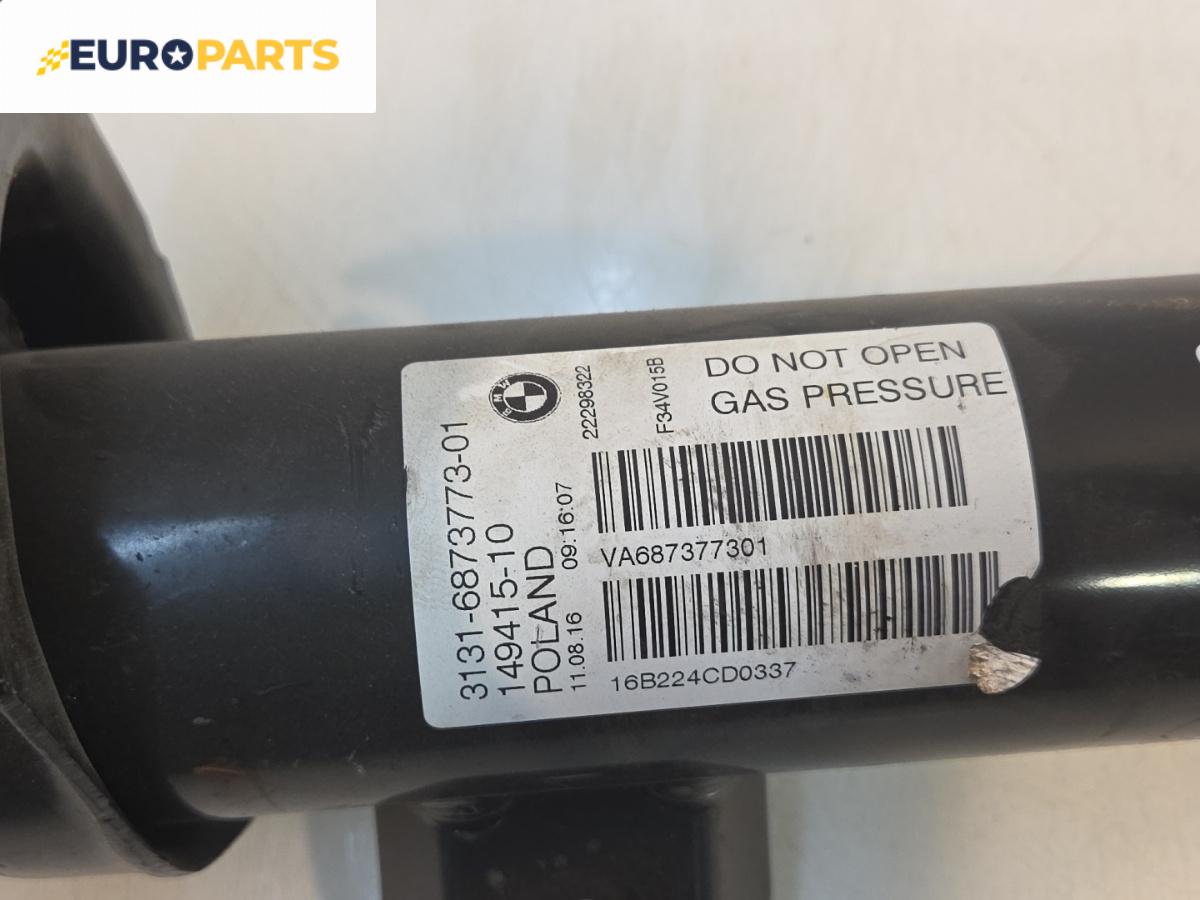 EUROPARTS
BMW
3131-6873773-01
149415-10
POLAND
11.08.16 09:16:07
22298322
F34V015B
DO NOT OPEN
GAS PRESSURE
VA687377301
16B224CD0337